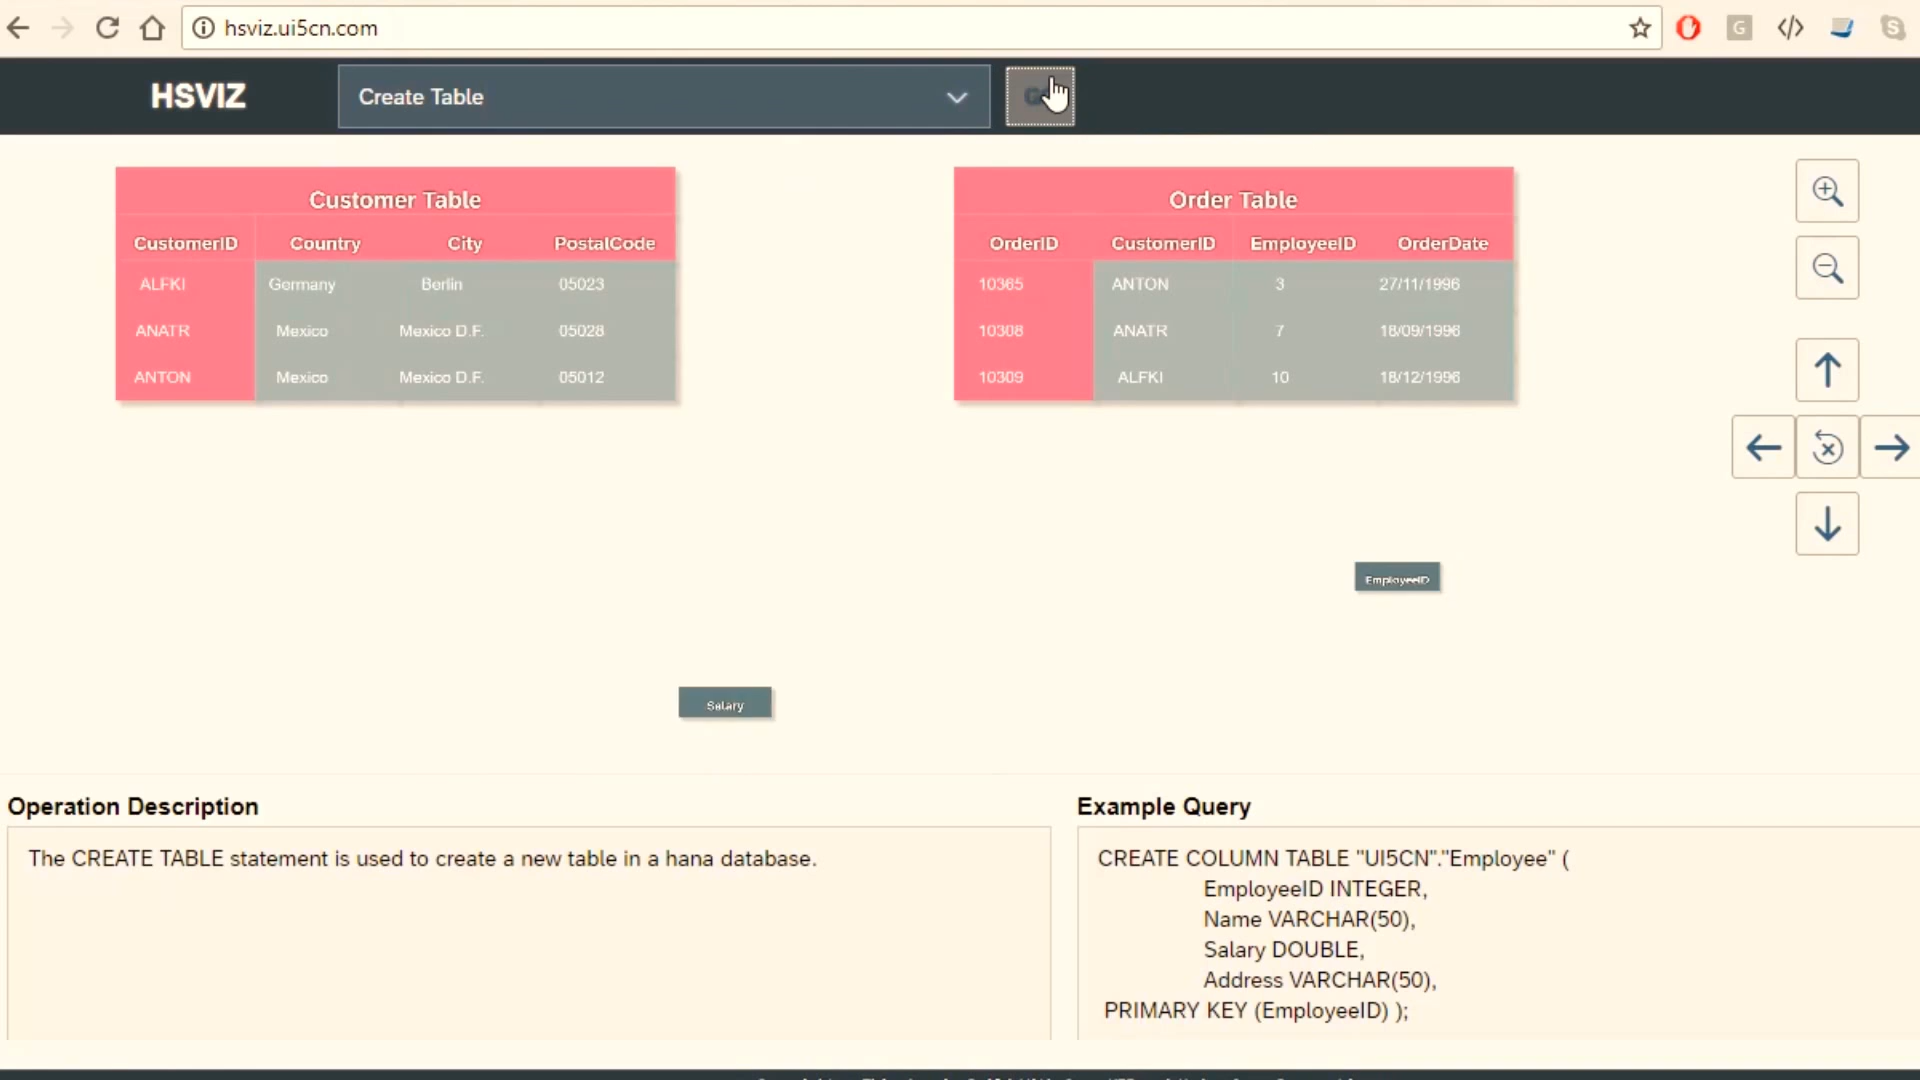 hsviz.ui5cn.com
HSVIZ
Create Table
Customer Table
CustomerID Country City PostalCode
ALFKI Germany Berlin 05023
ANATR Mexico Mexico D.F. 05028
ANTON Mexico Mexico D.F. 05012
Order Table
OrderID CustomerID EmployeeID OrderDate
10365 ANTON 3 27/11/1996
10308 ANATR 7 18/09/1996
10309 ALFKI 10 18/12/1996
EmployeeID
Salary
Operation Description
The CREATE TABLE statement is used to create a new table in a hana database.
Example Query
CREATE COLUMN TABLE "UI5CN"."Employee" (
EmployeeID INTEGER,
Name VARCHAR(50),
Salary DOUBLE,
Address VARCHAR(50),
PRIMARY KEY (EmployeeID) );